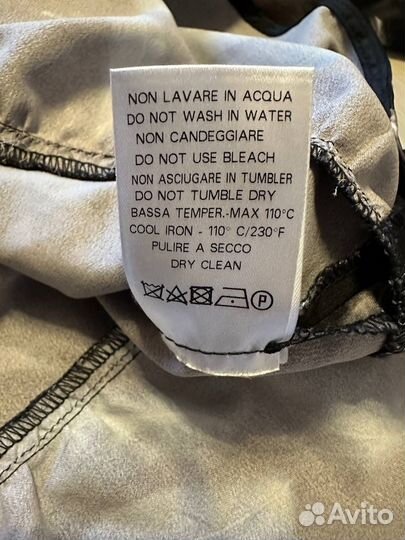 NON LAVARE IN ACQUA
DO NOT WASH IN WATER
NON CANDEGGIARE
DO NOT USE BLEACH
NON ASCIUGARE IN TUMBLER
DO NOT TUMBLE DRY
BASSA TEMPER.-MAX 110°C
COOL IRON - 110° C/230°F
PULIRE A SECCO
DRY CLEAN
P
Avito